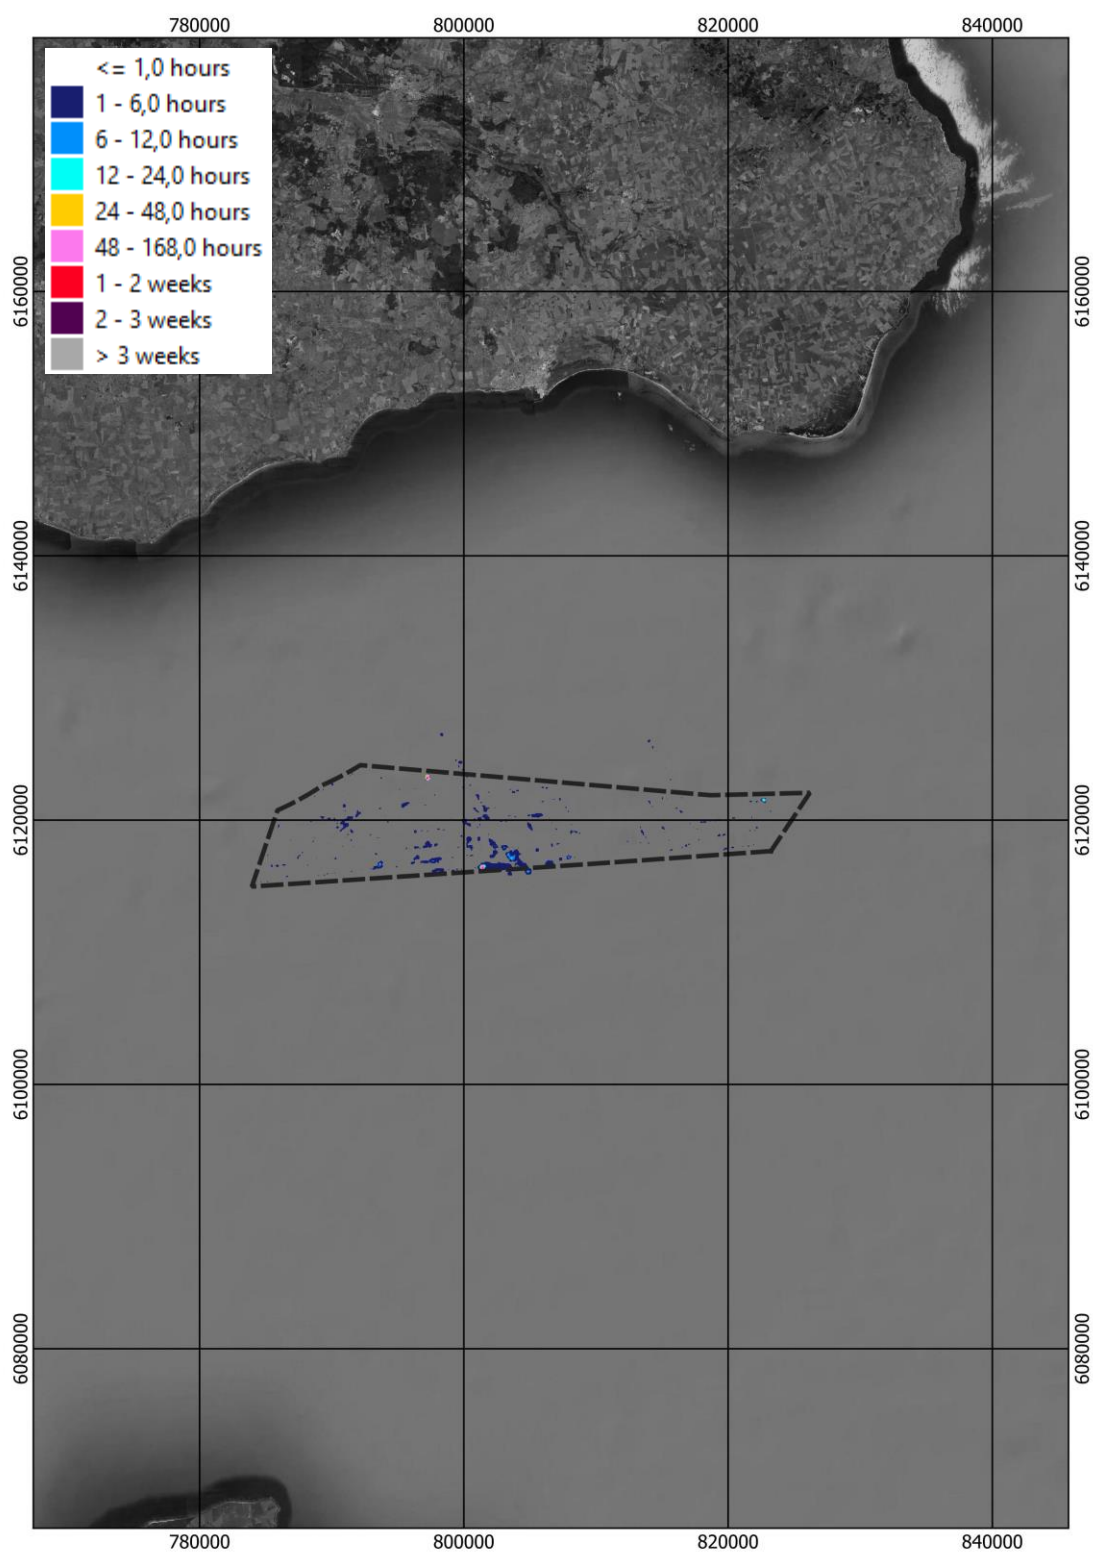 780000 800000 820000 840000
<= 1,0 hours
1 - 6,0 hours
6 - 12,0 hours
12 - 24,0 hours
24 - 48,0 hours
48 - 168,0 hours
1 - 2 weeks
2 - 3 weeks
> 3 weeks
6160000 6160000
6140000 6140000
6120000 6120000
6100000 6100000
6080000 6080000
780000 800000 820000 840000